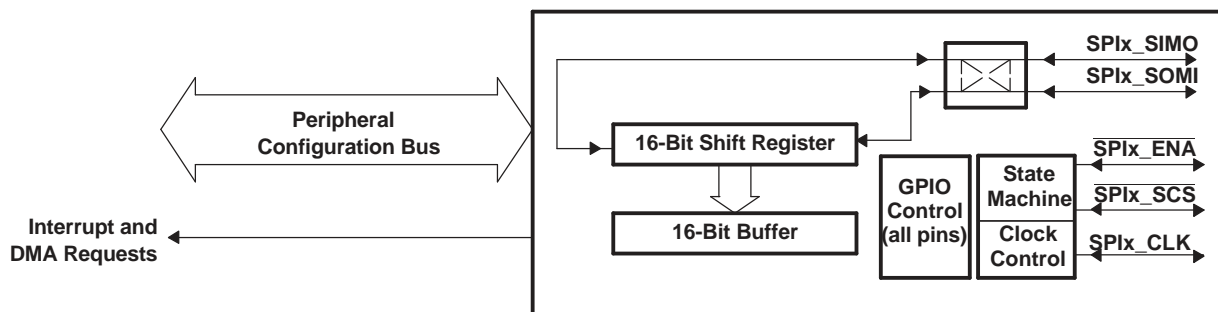 Peripheral
Configuration Bus
Interrupt and
DMA Requests
16-Bit Shift Register
16-Bit Buffer
GPIO
Control
(all pins)
State
Machine
Clock
Control
SPIx_SIMO
SPIx_SOMI
SPIx_ENA
SPIx_SCS
SPIx_CLK